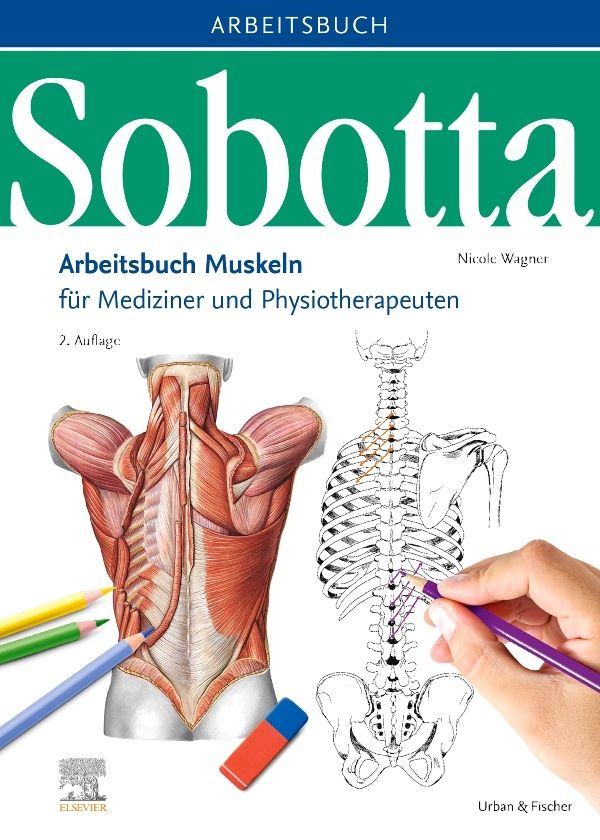 ARBEITSBUCH
Sobotta
Arbeitsbuch Muskeln
Nicole Wagner
für Mediziner und Physiotherapeuten
2. Auflage
ELSEVIER
Urban & Fischer